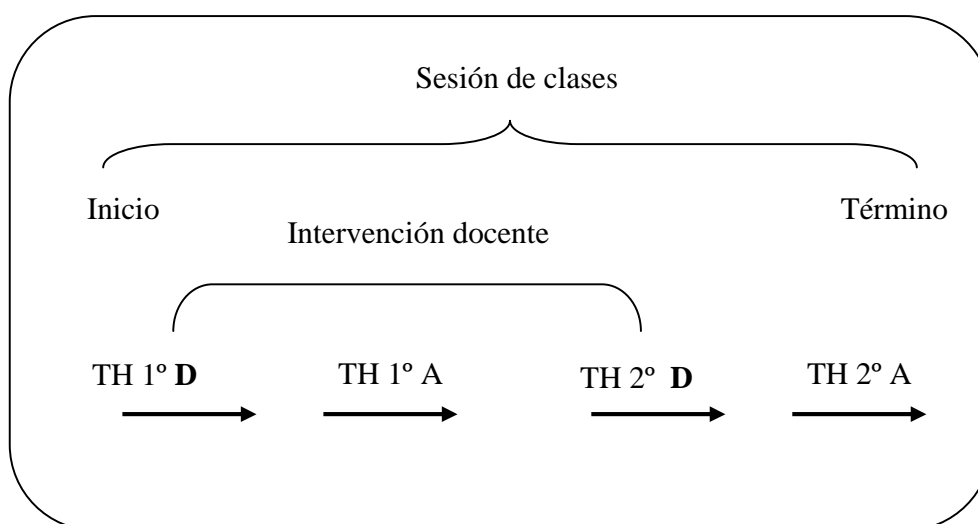 Sesión de clases
Inicio Término
Intervención docente
TH 1º D TH 1º A TH 2º D TH 2º A